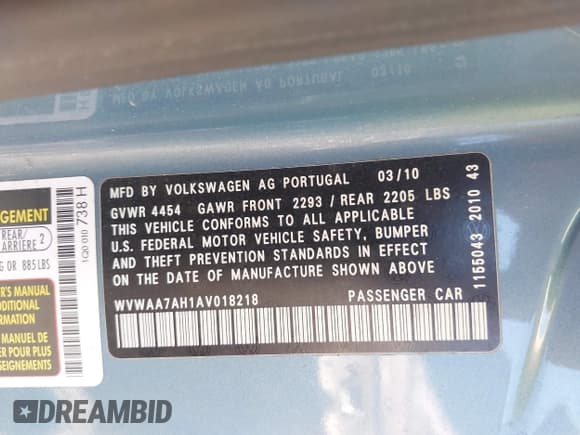 MFD BY VOLKSWAGEN AG PORTUGAL 03/10
GVWR 4454 GAWR FRONT 2293 / REAR 2205 LBS
THIS VEHICLE CONFORMS TO ALL APPLICABLE
U.S. FEDERAL MOTOR VEHICLE SAFETY, BUMPER
AND THEFT PREVENTION STANDARDS IN EFFECT
ON THE DATE OF MANUFACTURE SHOWN ABOVE
WVWAA7AH1AV018218 PASSENGER CAR
1155043 2010 43
REAR/
ARRIERE 2
G OR 885 LBS
'S MANUAL
DDITIONAL
RMATION
MANUEL DE
POUR PLUS
SEIGNEMENTS
1Q0 010 738 H
DREAMBID